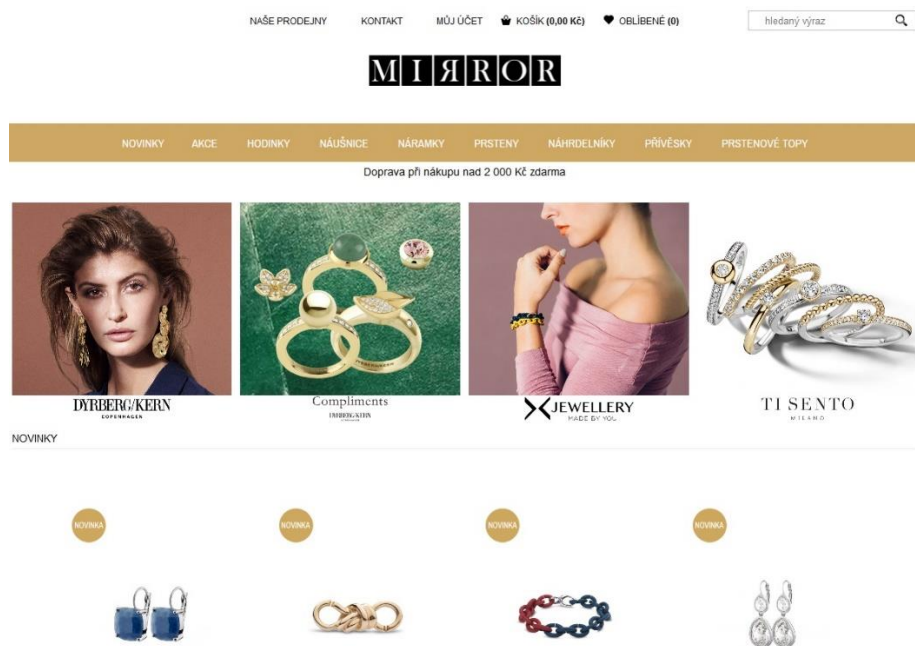 NAŠE PRODEJNY KONTAKT MŮJ ÚČET KOŠÍK (0,00 Kč) OBLÍBENÉ (0) hledaný výraz
MIЯROR
NOVINKY AKCE HODINKY NÁUŠNICE NÁRAMKY PRSTENY NÁHRDELNÍKY PŘÍVĚSKY PRSTENOVÉ TOPY
Doprava při nákupu nad 2 000 Kč zdarma
DYRBERG/KERN Compliments JEWELLERY TI SENTO
COPENHAGEN DYRBERG/KERN MADE BY YOU MILANO
NOVINKY
NOVINKA NOVINKA NOVINKA NOVINKA